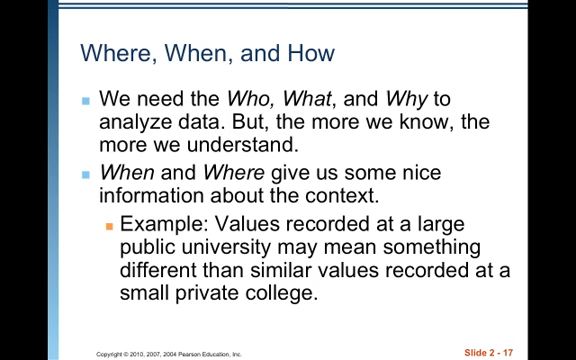 Where, When, and How
We need the Who, What, and Why to
analyze data. But, the more we know, the
more we understand.
When and Where give us some nice
information about the context.
Example: Values recorded at a large
public university may mean something
different than similar values recorded at a
small private college.
Copyright © 2010, 2007, 2004 Pearson Education, Inc.
Slide 2 - 17